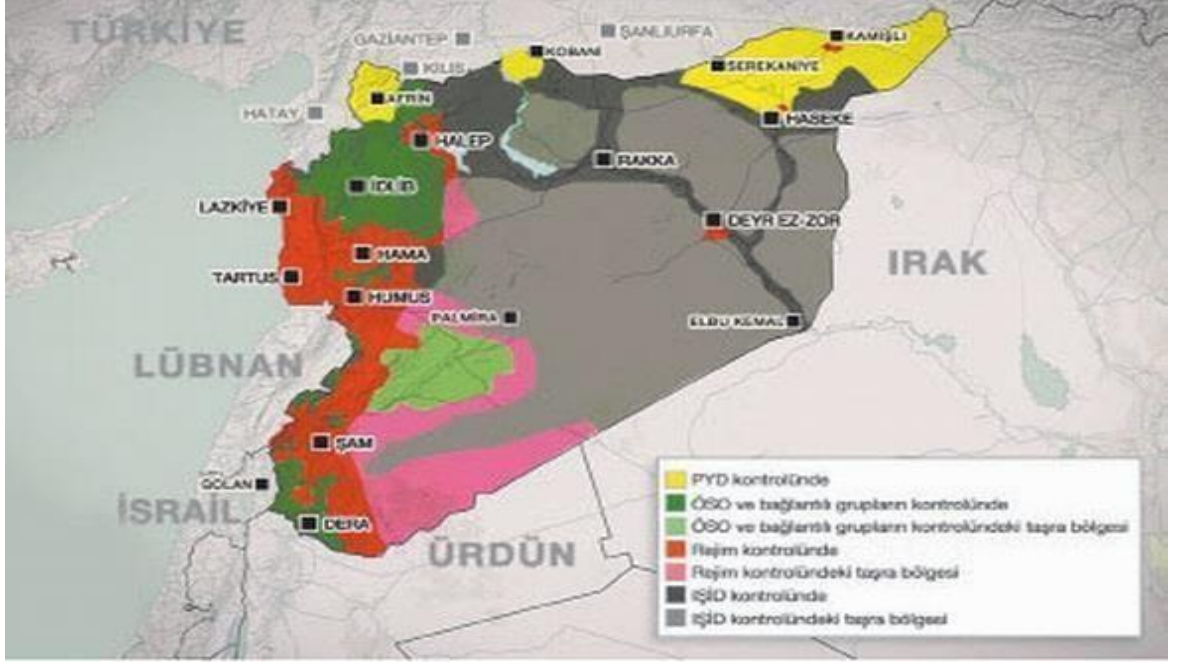 TÜRKİYE
GAZİANTEP
ŞANLIURFA
KAMIŞLI
KOBANİ
KİLİS
SEREKANİYE
HATAY
AFRİN
HASEKE
HALEP
RAKKA
İDLİB
LAZKİYE
DEYR EZ-ZOR
HAMA
IRAK
TARTUS
HUMUS
PALMİRA
ELBU KEMAL
LÜBNAN
ŞAM
GOLAN
İSRAİL
DERA
ÜRDÜN
PYD kontrolünde
ÖSO ve bağlantılı grupların kontrolünde
ÖSO ve bağlantılı grupların kontrolündeki taşra bölgesi
Rejim kontrolünde
Rejim kontrolündeki taşra bölgesi
IŞİD kontrolünde
IŞİD kontrolündeki taşra bölgesi